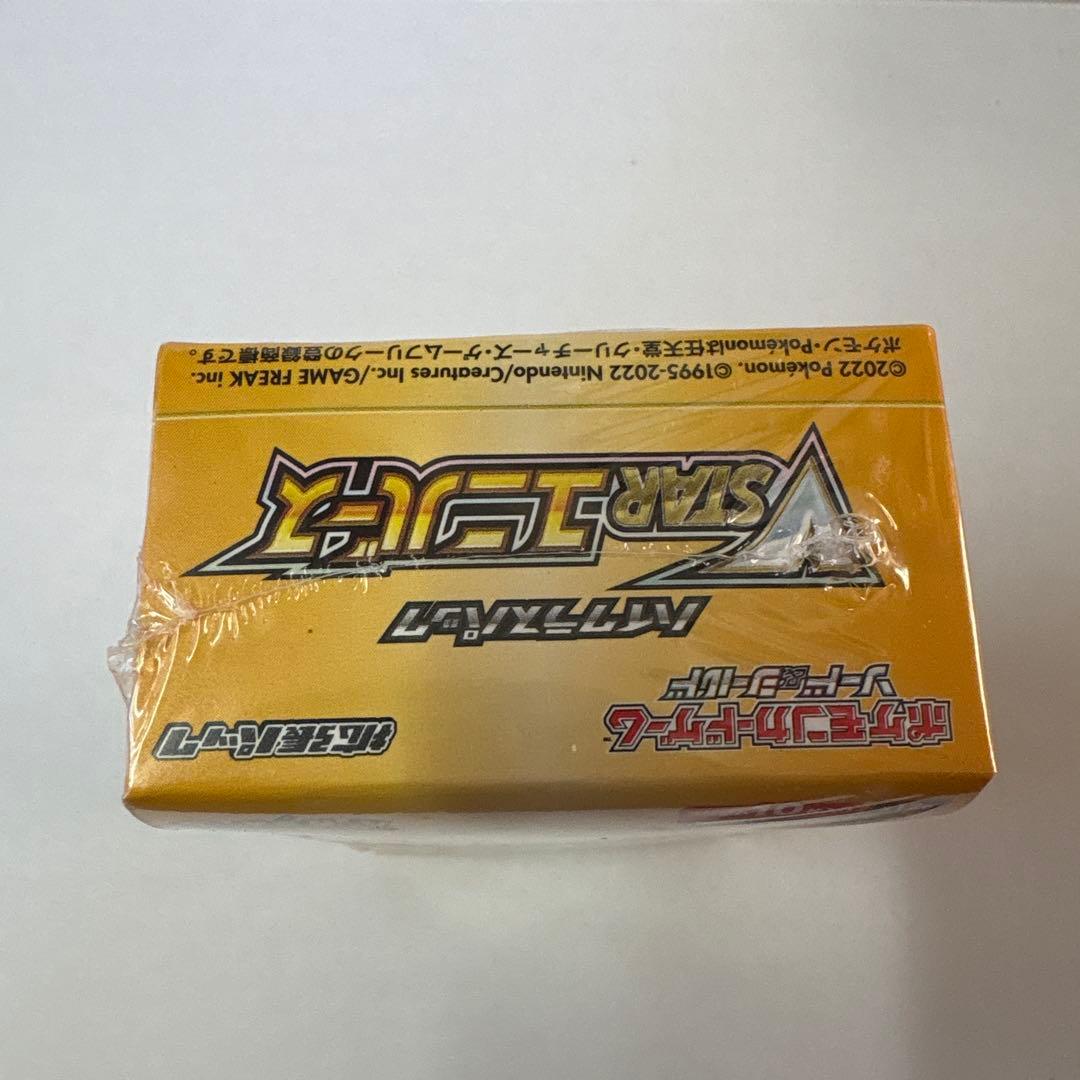 ポケモンカードゲーム
ソード&シールド
拡張パック
ハイクラスパック
VSTARユニバース
©2022 Pokémon. ©1995-2022 Nintendo/Creatures Inc./GAME FREAK inc.
ポケモン・Pokémonは任天堂・クリーチャーズ・ゲームフリークの登録商標です。